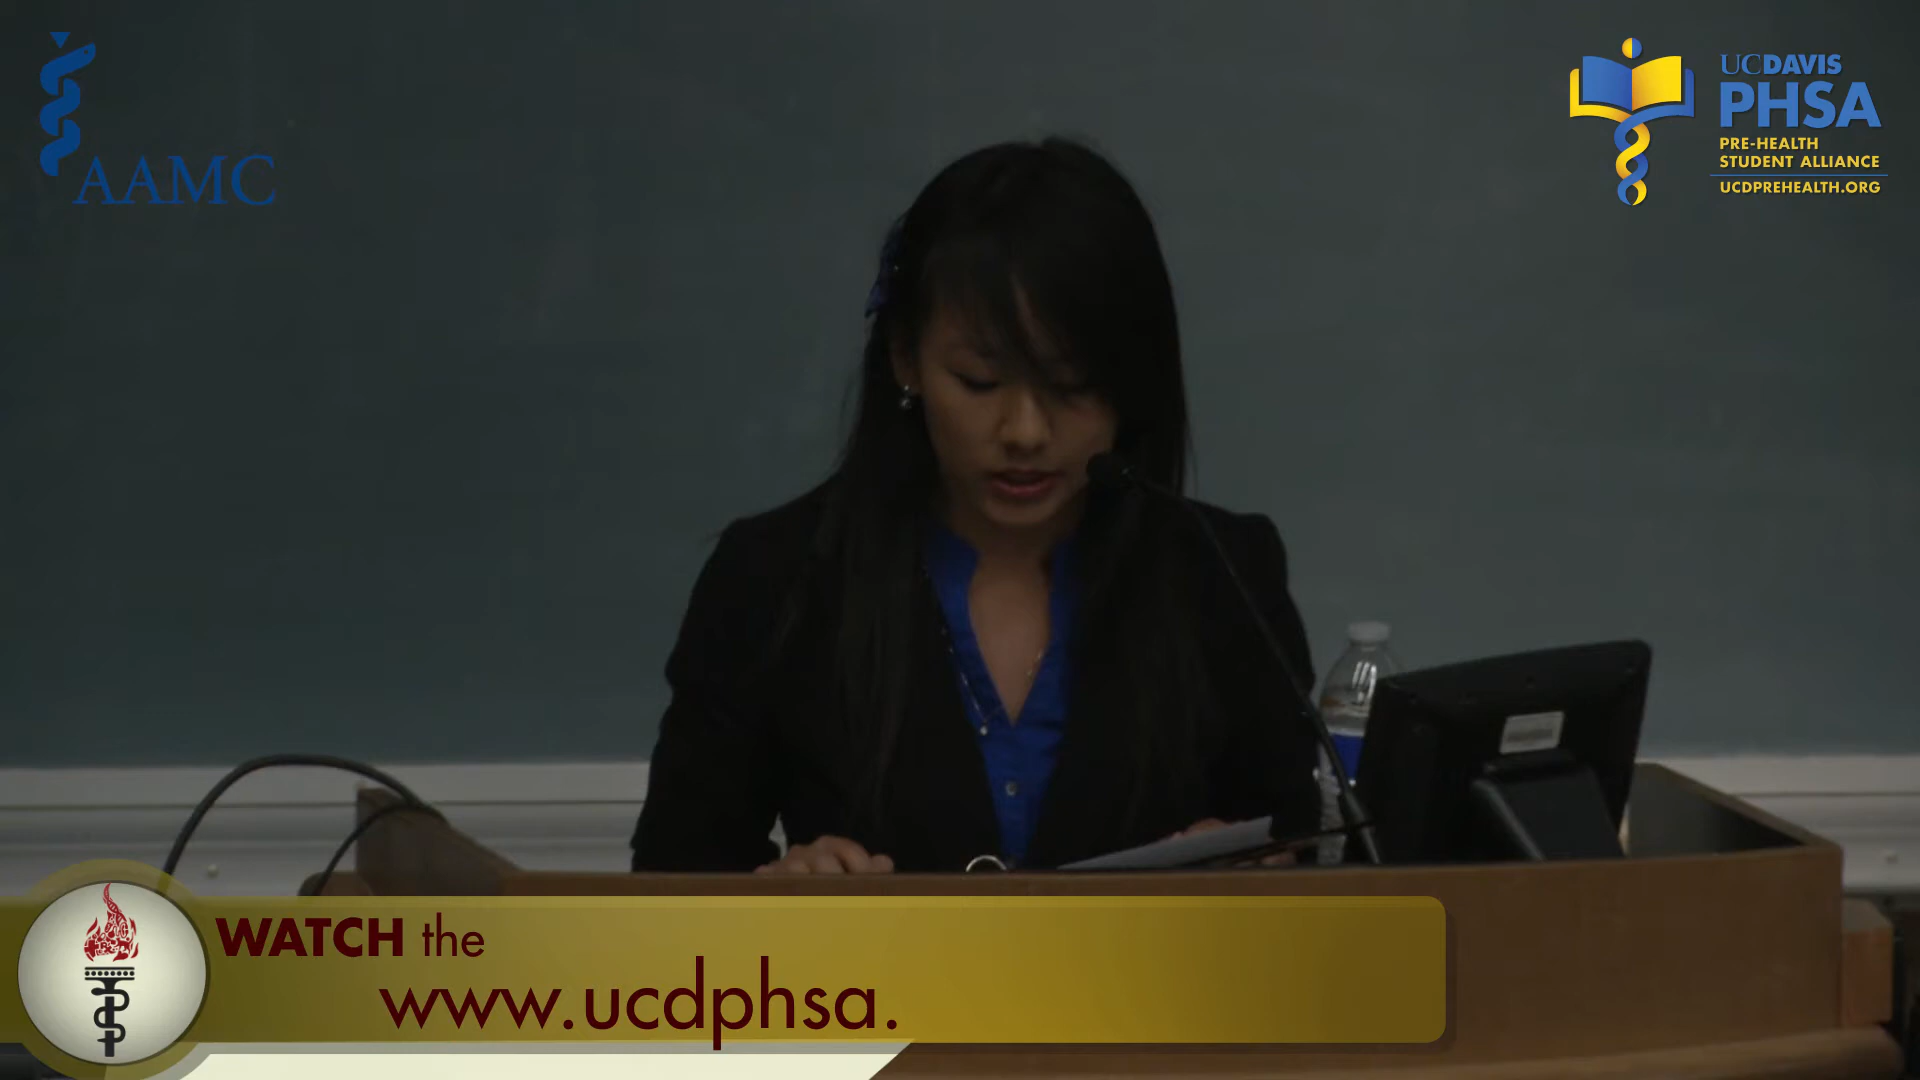 AAMC
UCDAVIS
PHSA
PRE-HEALTH
STUDENT ALLIANCE
UCDPREHEALTH.ORG
WATCH the
www.ucdphsa.